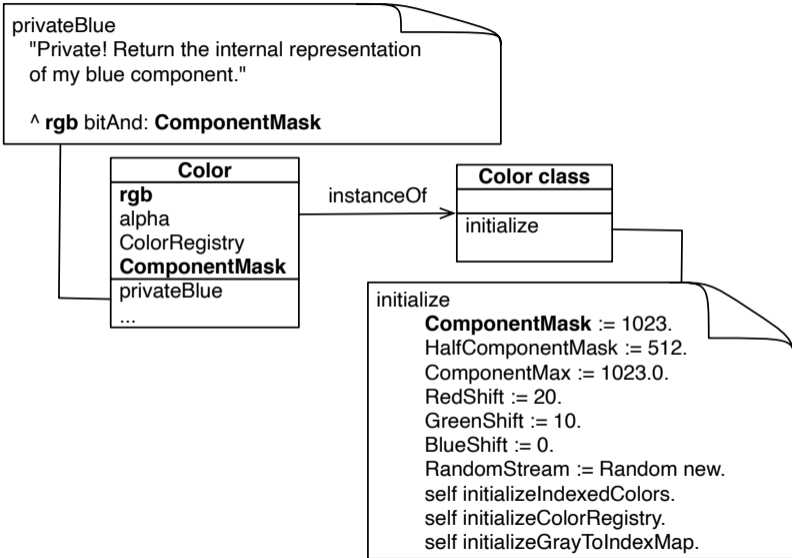 privateBlue
"Private! Return the internal representation
of my blue component."
^ rgb bitAnd: ComponentMask
Color
rgb
alpha
ColorRegistry
ComponentMask
privateBlue
...
instanceOf
Color class
initialize
initialize
ComponentMask := 1023.
HalfComponentMask := 512.
ComponentMax := 1023.0.
RedShift := 20.
GreenShift := 10.
BlueShift := 0.
RandomStream := Random new.
self initializeIndexedColors.
self initializeColorRegistry.
self initializeGrayToIndexMap.